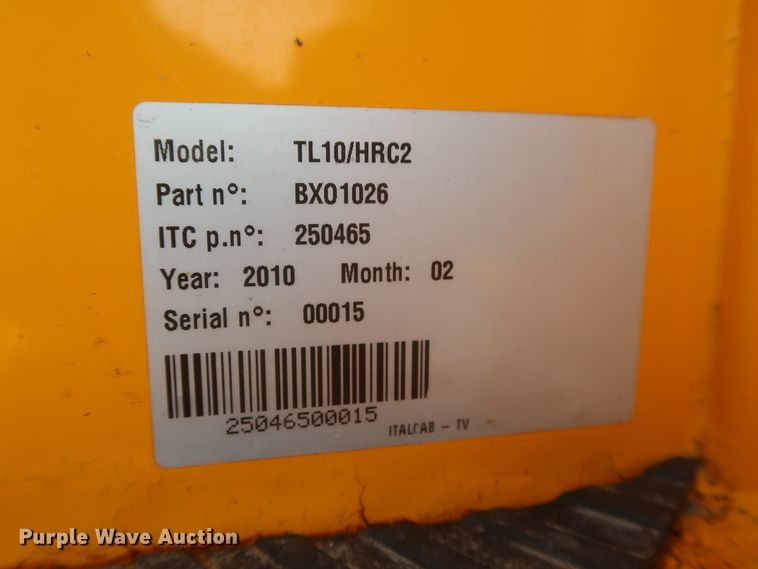 Model: TL10/HRC2
Part n°: BXO1026
ITC p.n°: 250465
Year: 2010 Month: 02
Serial n°: 00015
25046500015
ITALCAB - TV
Purple Wave Auction